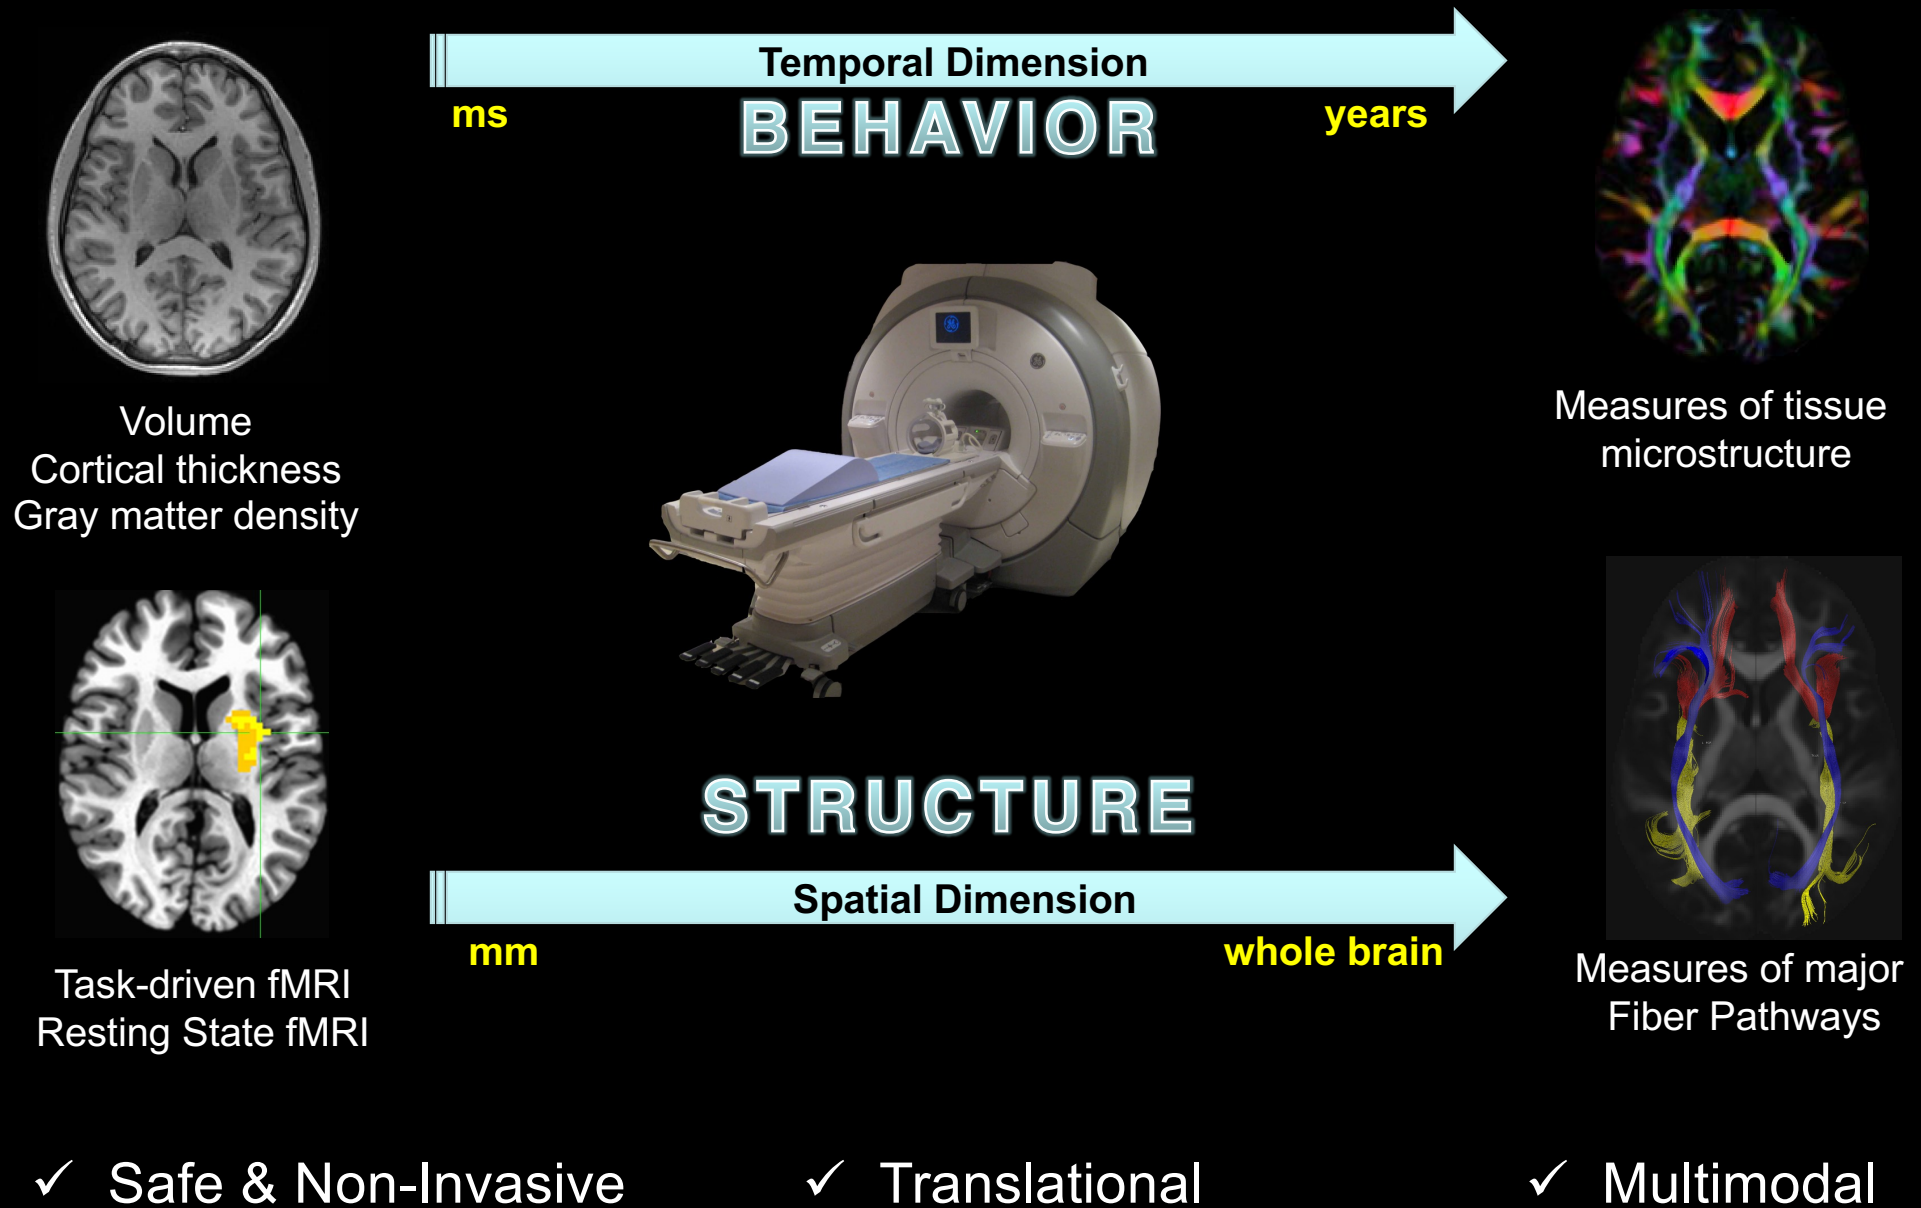 Temporal Dimension
ms
years
BEHAVIOR
Volume
Cortical thickness
Gray matter density
Measures of tissue
microstructure
STRUCTURE
Spatial Dimension
mm
whole brain
Task-driven fMRI
Resting State fMRI
Measures of major
Fiber Pathways
✓ Safe & Non-Invasive
✓ Translational
✓ Multimodal